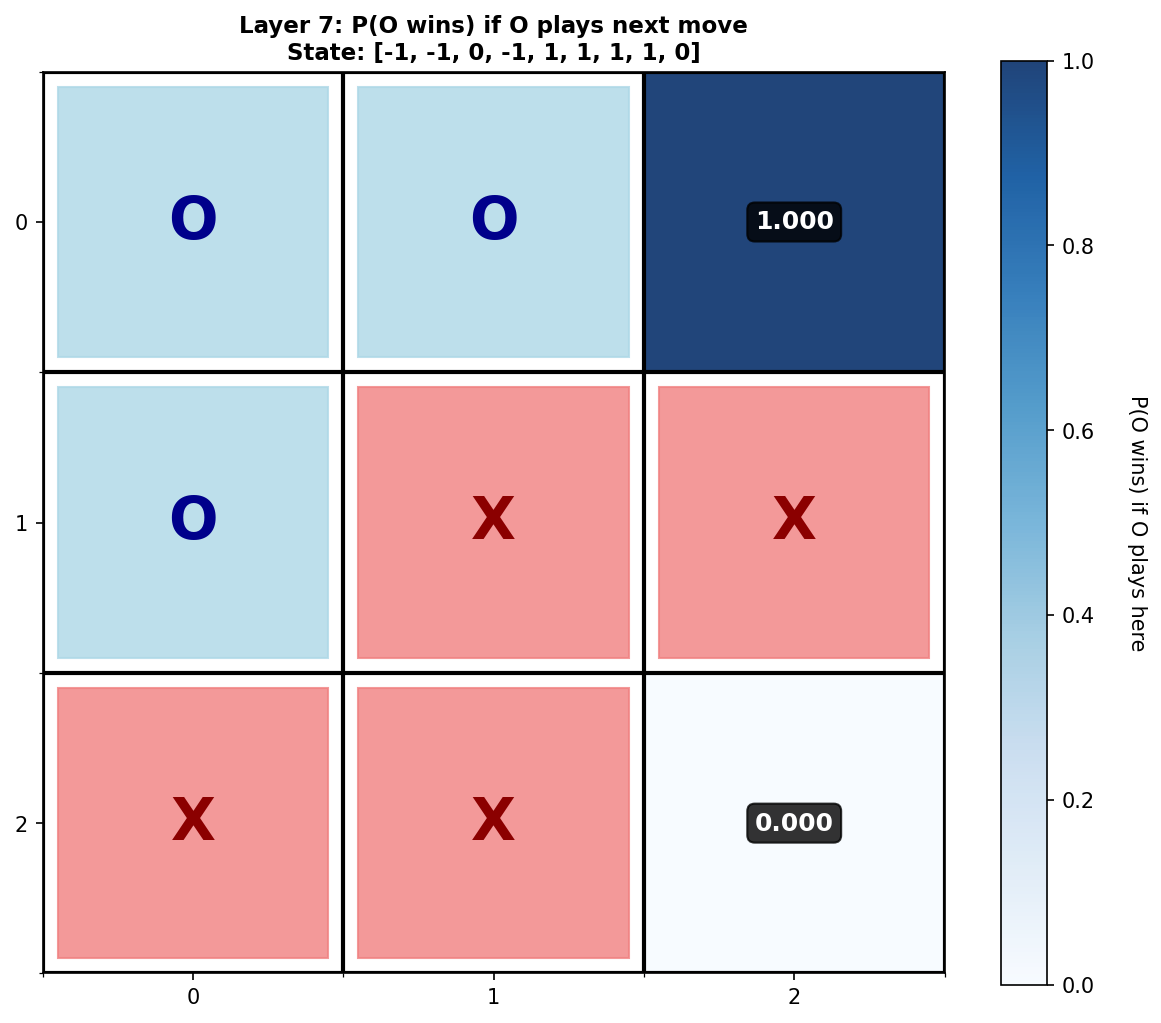 Layer 7: P(O wins) if O plays next move
State: [-1, -1, 0, -1, 1, 1, 1, 1, 0]
0
O
O
1.000
1
O
X
X
2
X
X
0.000
0
1
2
1.0
0.8
0.6
0.4
0.2
0.0
P(O wins) if O plays here